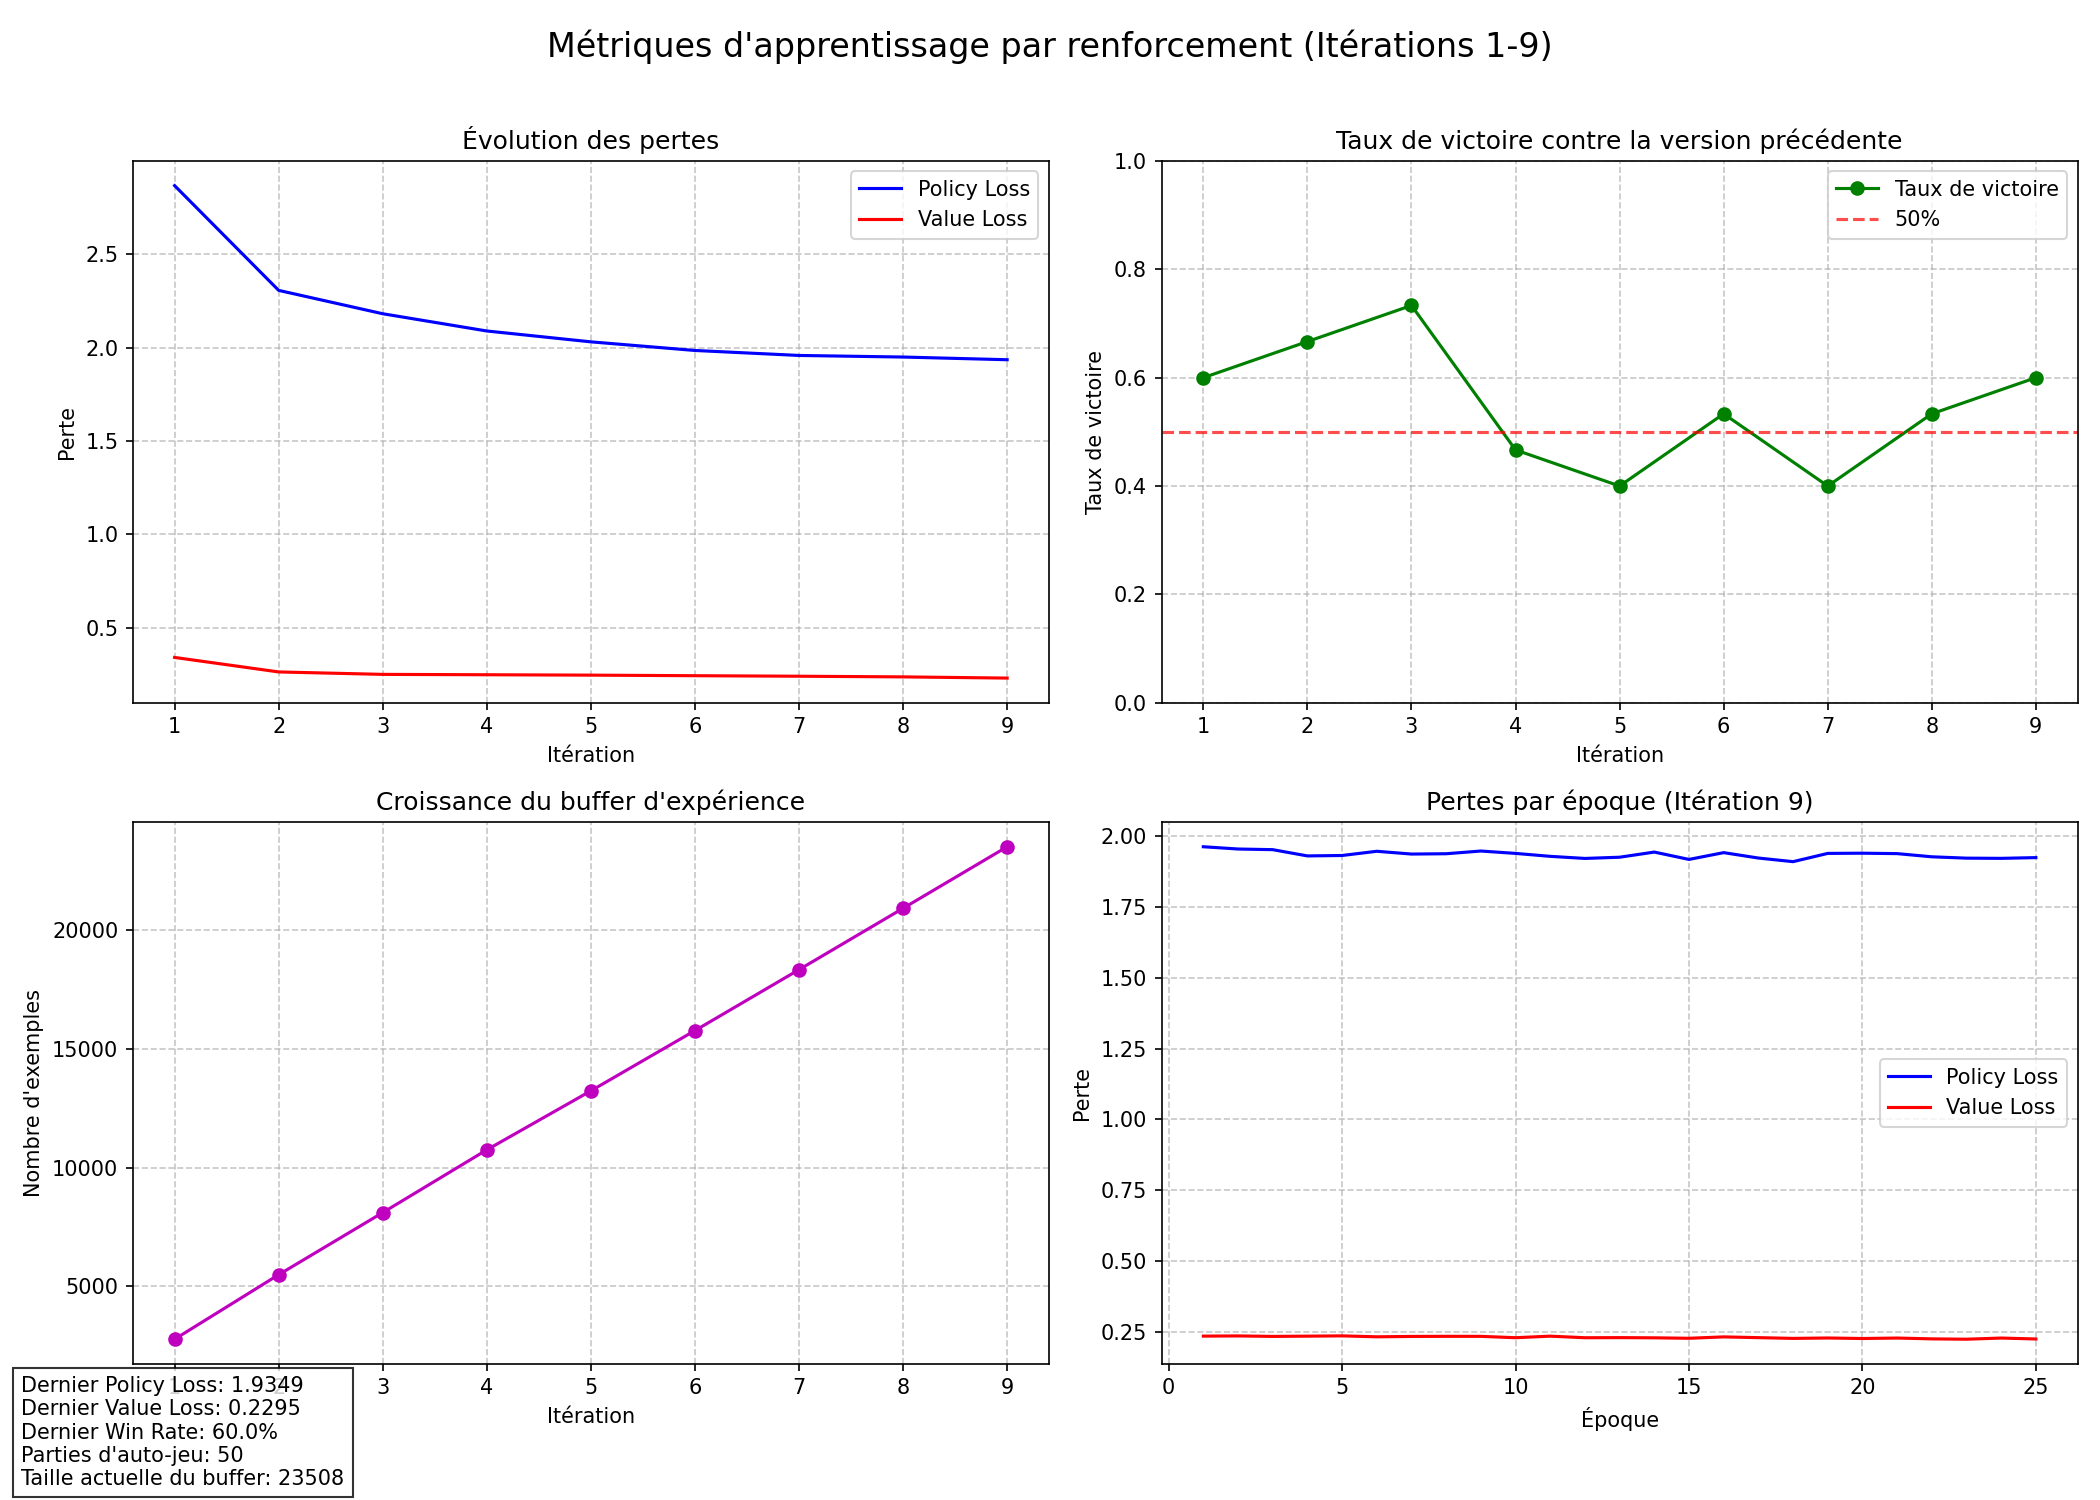 Métriques d'apprentissage par renforcement (Itérations 1-9)
Évolution des pertes
Perte
2.5
2.0
1.5
1.0
0.5
Policy Loss
Value Loss
1 2 3 4 5 6 7 8 9
Itération
Taux de victoire contre la version précédente
Taux de victoire
1.0
0.8
0.6
0.4
0.2
0.0
Taux de victoire
50%
1 2 3 4 5 6 7 8 9
Itération
Croissance du buffer d'expérience
Nombre d'exemples
20000
15000
10000
5000
3 4 5 6 7 8 9
Itération
Pertes par époque (Itération 9)
Perte
2.00
1.75
1.50
1.25
1.00
0.75
0.50
0.25
Policy Loss
Value Loss
0 5 10 15 20 25
Époque
Dernier Policy Loss: 1.9349
Dernier Value Loss: 0.2295
Dernier Win Rate: 60.0%
Parties d'auto-jeu: 50
Taille actuelle du buffer: 23508